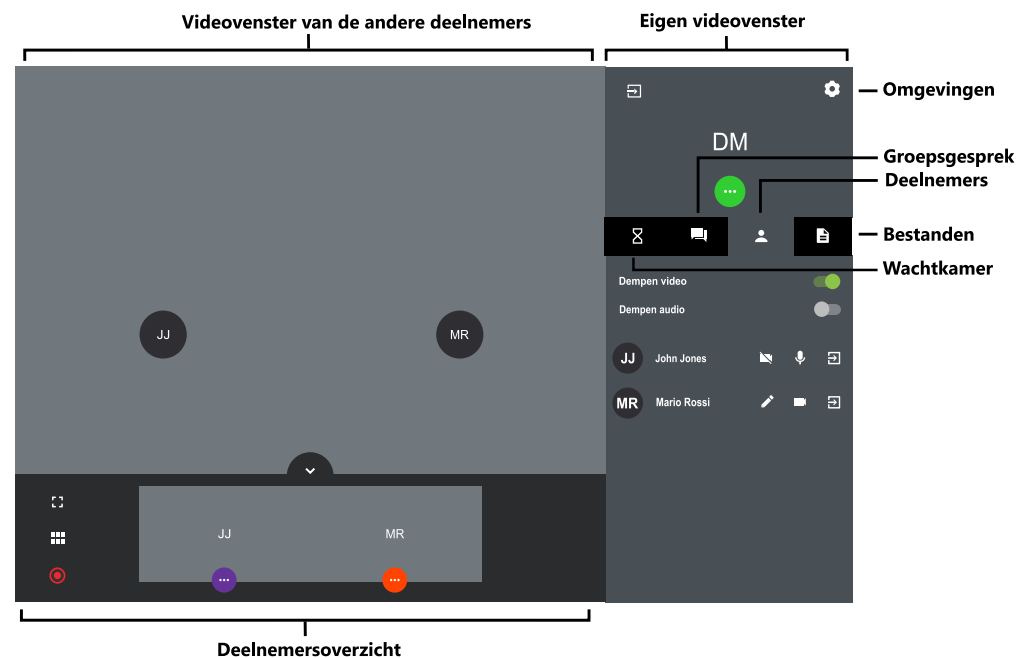 Videovenster van de andere deelnemers
Eigen videovenster
Omgevingen
DM
Groepsgesprek
Deelnemers
Bestanden
Wachtkamer
Dempen video
Dempen audio
JJ
MR
JJ John Jones
MR Mario Rossi
JJ
MR
Deelnemersoverzicht